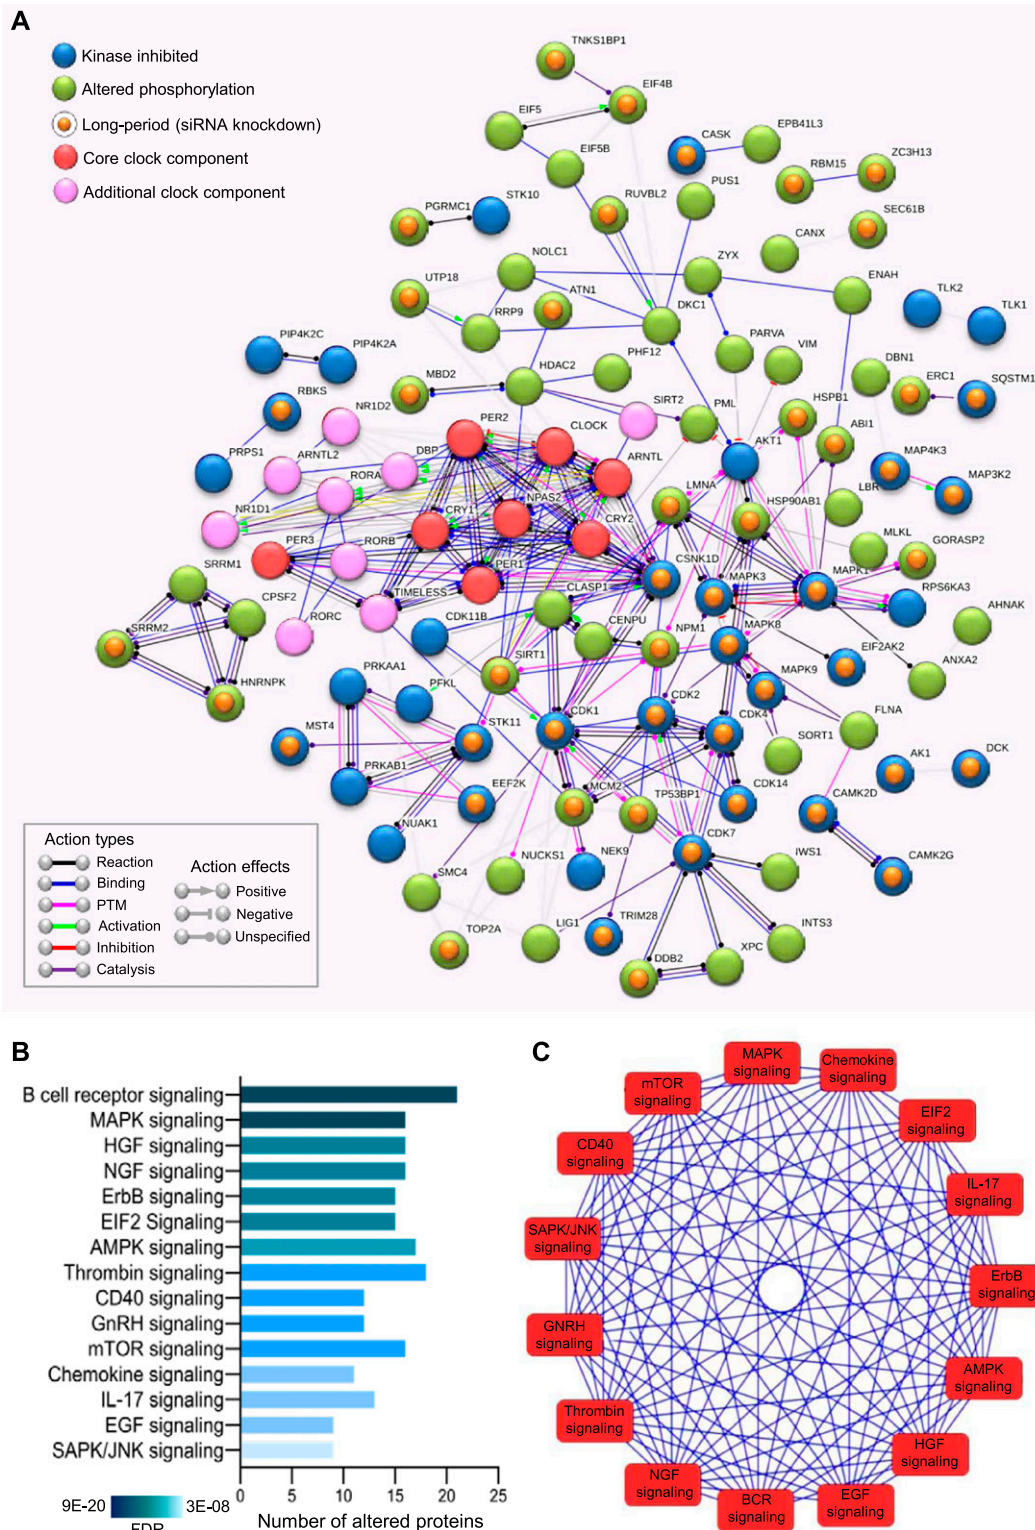 A
Kinase inhibited
Altered phosphorylation
Long-period (siRNA knockdown)
Core clock component
Additional clock component
TNKS1BP1
EIF4B
EIF5
EIF5B
CASK
EPB41L3
ZC3H13
RBM15
PUS1
RUVBL2
SEC61B
STK10
PGRMC1
CANX
NOLC1
ZYX
ENAH
UTP18
ATN1
TLK2
TLK1
RRP9
DKC1
PARVA
VIM
PIP4K2C
PIP4K2A
PHF12
HDAC2
DBN1
MBD2
ERC1
SQSTM1
RBKS
NR1D2
PER2
CLOCK
SIRT2
PML
HSPB1
ABI1
AKT1
PRPS1
ARNTL2
DBP
ARNTL
MAP4K3
MAP3K2
RORA
LMNA
LBR
NR1D1
CRY1
NPAS2
CRY2
HSP90AB1
PER3
RORB
PER1
CSNK1D
MLKL
GORASP2
SRRM1
CLASP1
MAPK3
MAPK1
RPS6KA3
CPSF2
TIMELESS
CDK11B
CENPU
AHNAK
SRRM2
RORC
NPM1
MAPK8
EIF2AK2
ANXA2
HNRNPK
PRKAA1
PFKL
SIRT1
MAPK9
CDK1
CDK2
CDK4
FLNA
MST4
STK11
SORT1
PRKAB1
AK1
DCK
EEF2K
MCM2
TP53BP1
CDK14
CAMK2D
NUAK1
CDK7
CAMK2G
NUCKS1
NEK9
IWS1
SMC4
TOP2A
LIG1
TRIM28
INTS3
DDB2
XPC
Action types
Reaction
Binding
PTM
Activation
Inhibition
Catalysis
Action effects
Positive
Negative
Unspecified
B
B cell receptor signaling
MAPK signaling
HGF signaling
NGF signaling
ErbB signaling
EIF2 Signaling
AMPK signaling
Thrombin signaling
CD40 signaling
GnRH signaling
mTOR signaling
Chemokine signaling
IL-17 signaling
EGF signaling
SAPK/JNK signaling
0 5 10 15 20 25
Number of altered proteins
9E-20 3E-08
FDR
C
MAPK
signaling
Chemokine
signaling
EIF2
signaling
IL-17
signaling
ErbB
signaling
AMPK
signaling
HGF
signaling
EGF
signaling
BCR
signaling
NGF
signaling
Thrombin
signaling
GNRH
signaling
SAPK/JNK
signaling
CD40
signaling
mTOR
signaling